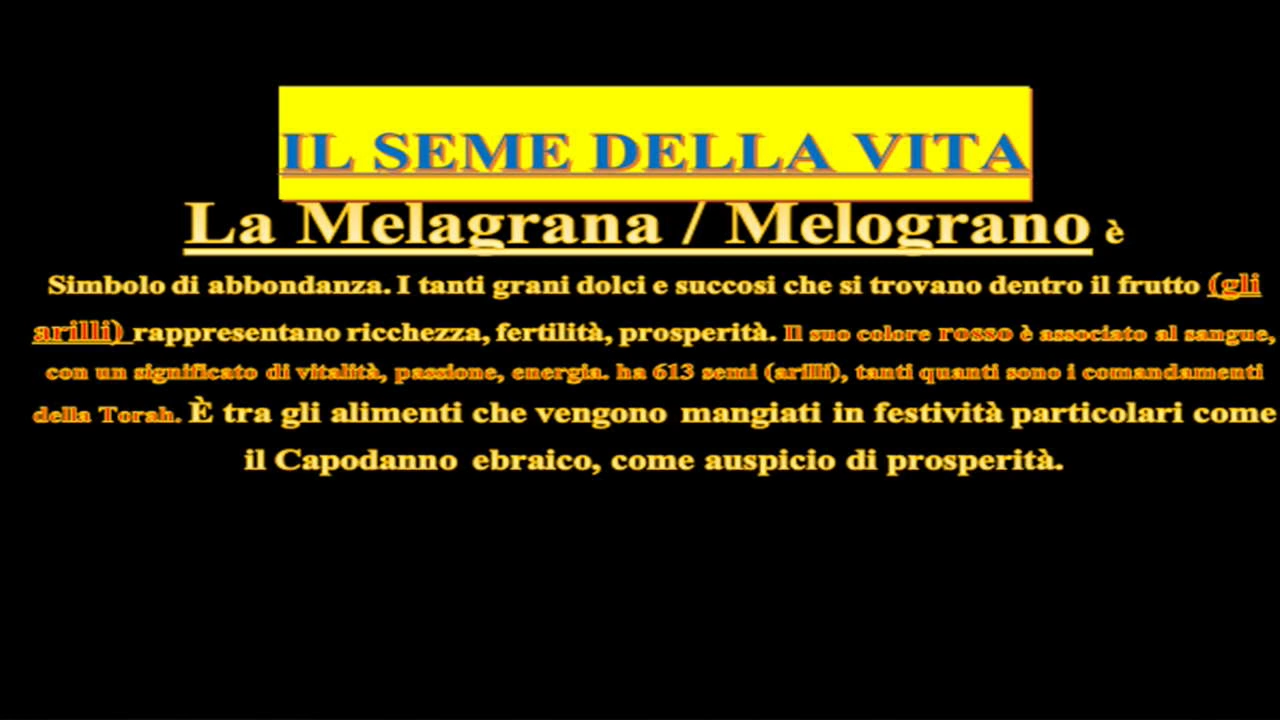 IL SEME DELLA VITA
La Melagrana / Melograno è
Simbolo di abbondanza. I tanti grani dolci e succosi che si trovano dentro il frutto (gli
arilli) rappresentano ricchezza, fertilità, prosperità. Il suo colore rosso è associato al sangue,
con un significato di vitalità, passione, energia. ha 613 semi (arilli), tanti quanti sono i comandamenti
della Torah. È tra gli alimenti che vengono mangiati in festività particolari come
il Capodanno ebraico, come auspicio di prosperità.